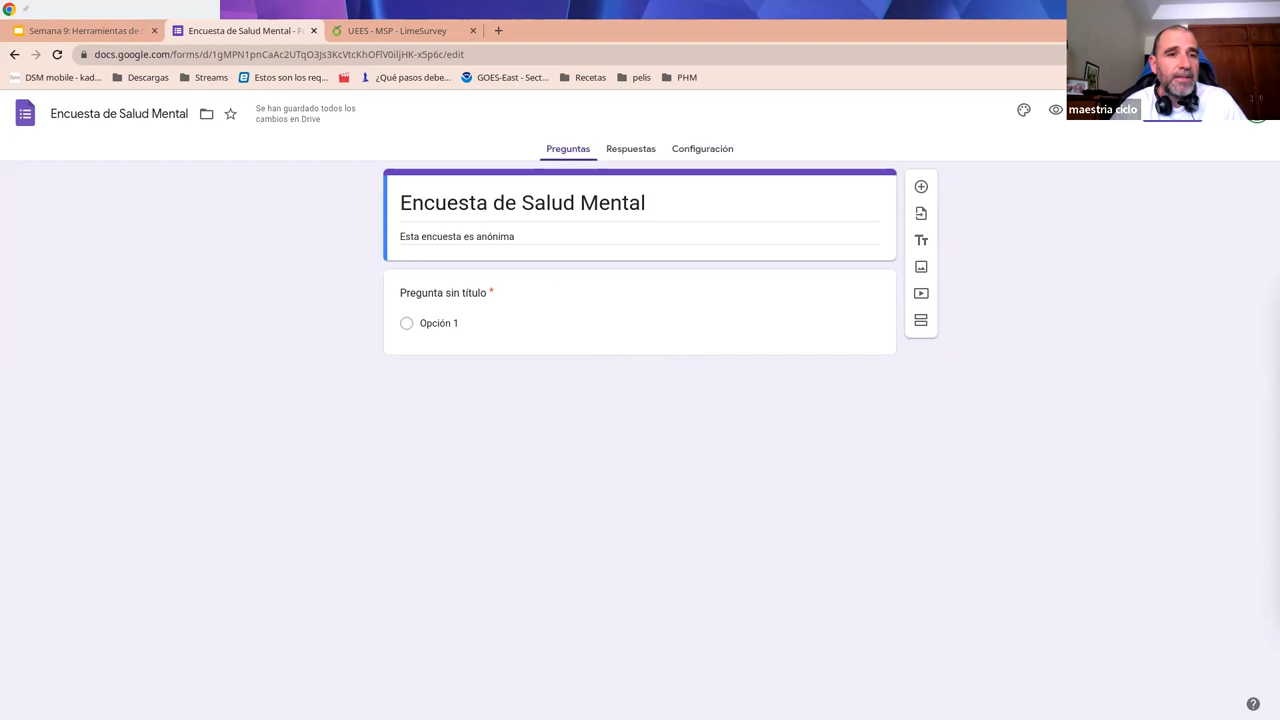 Semana 9: Herramientas de
Encuesta de Salud Mental - F
UEES - MSP - LimeSurvey
docs.google.com/forms/d/1gMPN1pnCaAc2UTqO3Js3KcVtcKhOFlV0iljHK-x5p6c/edit
DSM mobile - kad...
Descargas
Streams
Estos son los req...
¿Qué pasos debe...
GOES-East - Sect...
Recetas
pelis
PHM
maestria ciclo
Encuesta de Salud Mental
Se han guardado todos los
cambios en Drive
Preguntas
Respuestas
Configuración
Encuesta de Salud Mental
Esta encuesta es anónima
Pregunta sin título *
Opción 1